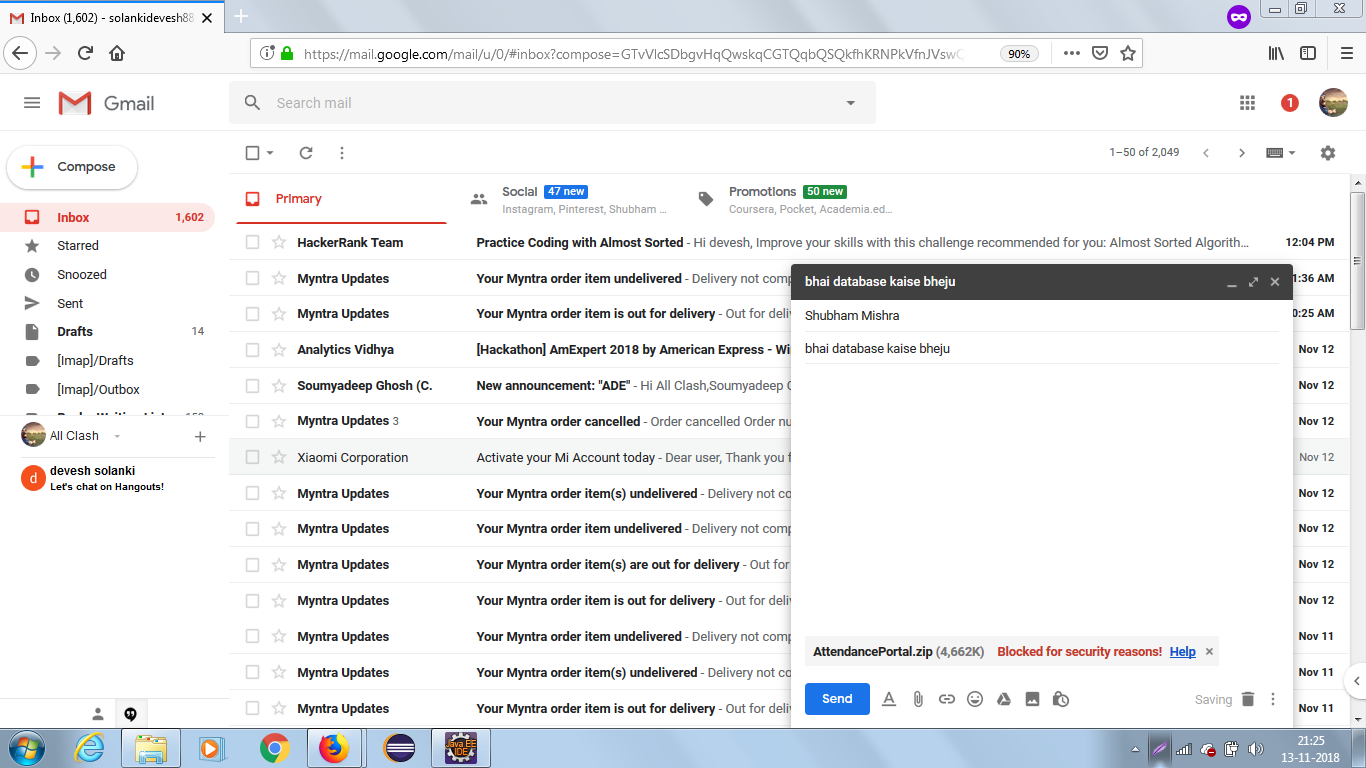 Inbox (1,602) - solankidevesh88
https://mail.google.com/mail/u/0/#inbox?compose=GTvVlcSDbgvHqQwskqCGTQqbQSQkfhKRNPkVfnJVswC
90%
Gmail
Search mail
1
Compose
1–50 of 2,049
Inbox 1,602
Starred
Snoozed
Sent
Drafts 14
[Imap]/Drafts
[Imap]/Outbox
All Clash
devesh solanki
Let's chat on Hangouts!
d
Primary
Social 47 new
Instagram, Pinterest, Shubham ...
Promotions 50 new
Coursera, Pocket, Academia.ed...
HackerRank Team Practice Coding with Almost Sorted - Hi devesh, Improve your skills with this challenge recommended for you: Almost Sorted Algorith... 12:04 PM
Myntra Updates Your Myntra order item undelivered - Delivery not comp 1:36 AM
Myntra Updates Your Myntra order item is out for delivery - Out for deli 0:25 AM
Analytics Vidhya [Hackathon] AmExpert 2018 by American Express - Wi Nov 12
Soumyadeep Ghosh (C. New announcement: "ADE" - Hi All Clash,Soumyadeep G Nov 12
Myntra Updates 3 Your Myntra order cancelled - Order cancelled Order nu Nov 12
Xiaomi Corporation Activate your Mi Account today - Dear user, Thank you f Nov 12
Myntra Updates Your Myntra order item(s) undelivered - Delivery not co Nov 12
Myntra Updates Your Myntra order item undelivered - Delivery not comp Nov 12
Myntra Updates Your Myntra order item(s) are out for delivery - Out for Nov 12
Myntra Updates Your Myntra order item is out for delivery - Out for deli Nov 12
Myntra Updates Your Myntra order item undelivered - Delivery not comp Nov 11
Myntra Updates Your Myntra order item(s) undelivered - Delivery not co Nov 11
Myntra Updates Your Myntra order item is out for delivery - Out for deli Nov 11
bhai database kaise bheju
Shubham Mishra
bhai database kaise bheju
AttendancePortal.zip (4,662K) Blocked for security reasons! Help
Send
Saving
Java EE
IDE
21:25
13-11-2018